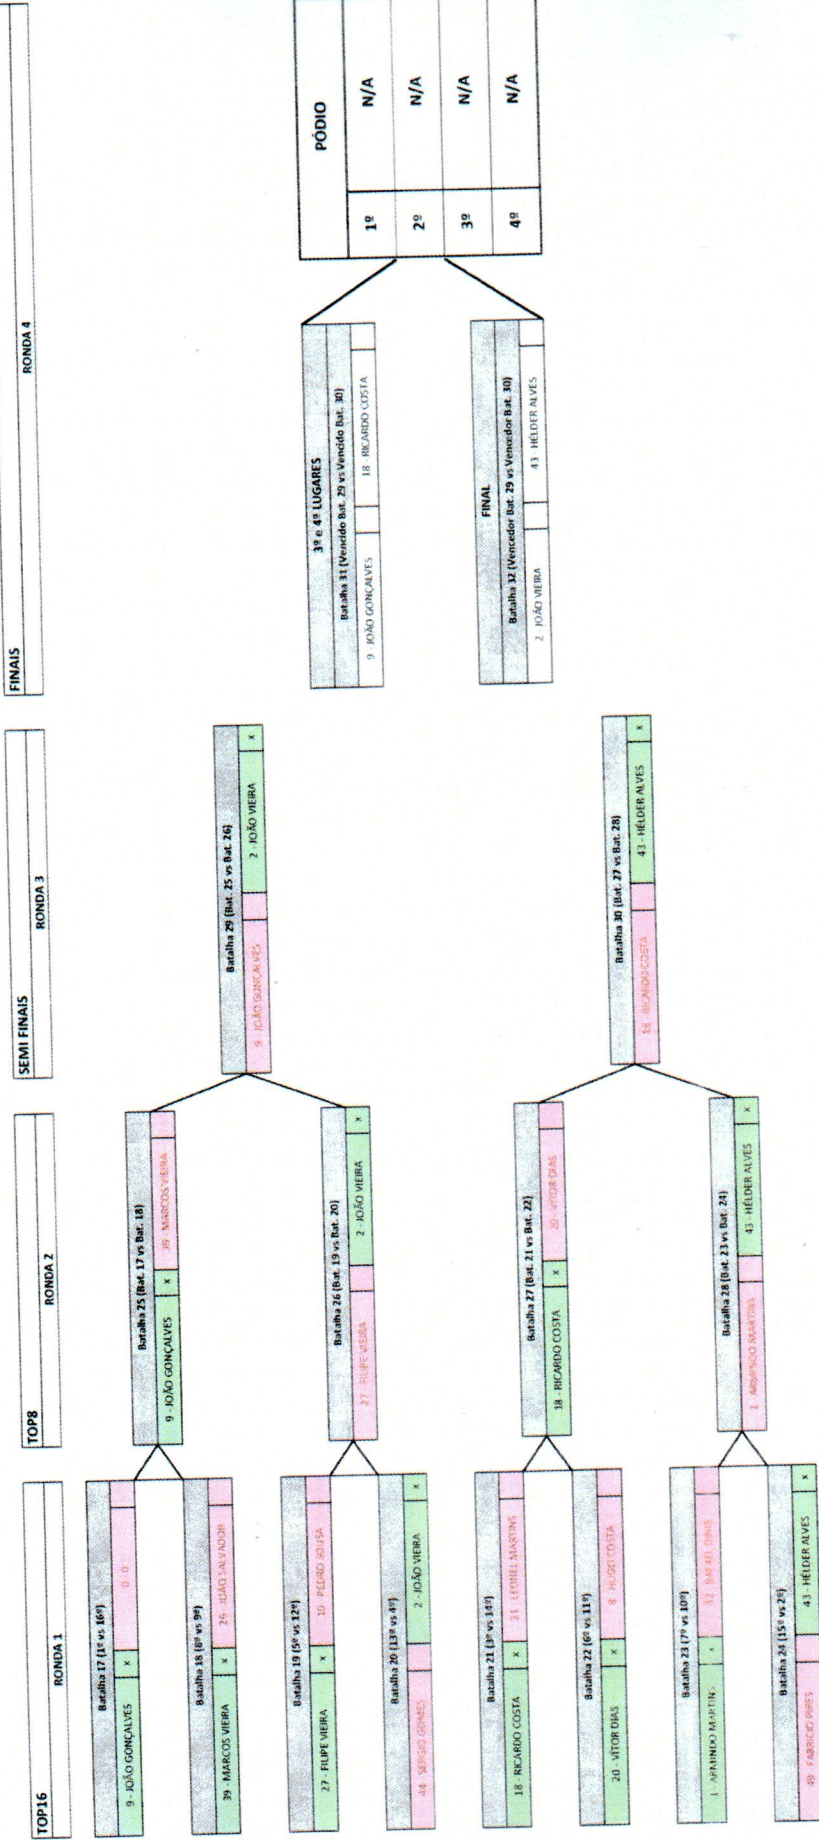 TOP16
RONDA 1
Batalha 17 (1º vs 16º)
9 - JOÃO GONÇALVES x 0 0
Batalha 18 (8º vs 9º)
39 - MARCOS VIEIRA x 26 - JOÃO SALVADOR
Batalha 19 (5º vs 12º)
27 - FILIPE VIEIRA x 10 - PEDRO SOUSA
Batalha 20 (13º vs 4º)
44 - SERGIO GOMES 2 - JOÃO VIEIRA x
Batalha 21 (3º vs 14º)
18 - RICARDO COSTA x 31 - LEONEL MARTINS
Batalha 22 (6º vs 11º)
20 - VÍTOR DIAS x 8 - HUGO COSTA
Batalha 23 (7º vs 10º)
1 - ARMINDO MARTINS x 32 - RAFAEL DINIS
Batalha 24 (15º vs 2º)
49 - FABRICIO PIRES 43 - HÉLDER ALVES x
TOP8
RONDA 2
Batalha 25 (Bat. 17 vs Bat. 18)
9 - JOÃO GONÇALVES x 39 - MARCOS VIEIRA
Batalha 26 (Bat. 19 vs Bat. 20)
27 - FILIPE VIEIRA 2 - JOÃO VIEIRA x
Batalha 27 (Bat. 21 vs Bat. 22)
18 - RICARDO COSTA x 20 - VÍTOR DIAS
Batalha 28 (Bat. 23 vs Bat. 24)
1 - ARMINDO MARTINS 43 - HÉLDER ALVES x
SEMI FINAIS
RONDA 3
Batalha 29 (Bat. 25 vs Bat. 26)
9 - JOÃO GONÇALVES 2 - JOÃO VIEIRA x
Batalha 30 (Bat. 27 vs Bat. 28)
18 - RICARDO COSTA 43 - HÉLDER ALVES x
FINAIS
RONDA 4
3º e 4º LUGARES
Batalha 31 (Vencido Bat. 29 vs Vencido Bat. 30)
9 - JOÃO GONÇALVES 18 - RICARDO COSTA
FINAL
Batalha 32 (Vencedor Bat. 29 vs Vencedor Bat. 30)
2 - JOÃO VIEIRA 43 - HÉLDER ALVES
PÓDIO
1º N/A
2º N/A
3º N/A
4º N/A